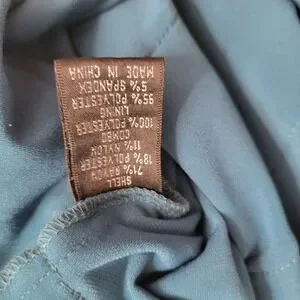 SHELL
71% RAYON
18% POLYESTER
11% NYLON
COMBO
100% POLYESTER
LINING
95% POLYESTER
5% SPANDEX
MADE IN CHINA